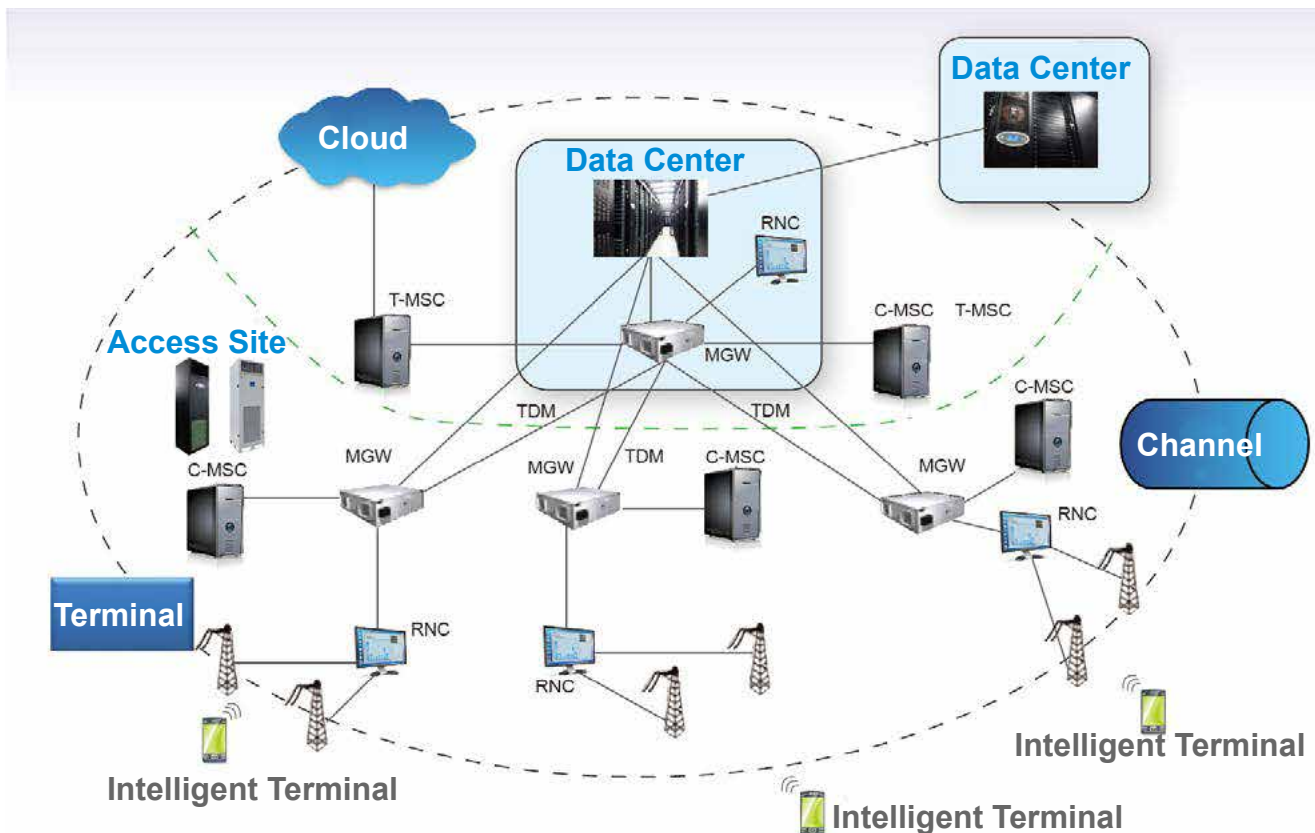 Data Center
Cloud
Data Center
RNC
T-MSC
C-MSC T-MSC
Access Site
MGW
C-MSC
TDM
TDM
Channel
C-MSC
MGW
MGW
TDM
C-MSC
MGW
RNC
Terminal
RNC
RNC
Intelligent Terminal
Intelligent Terminal
Intelligent Terminal